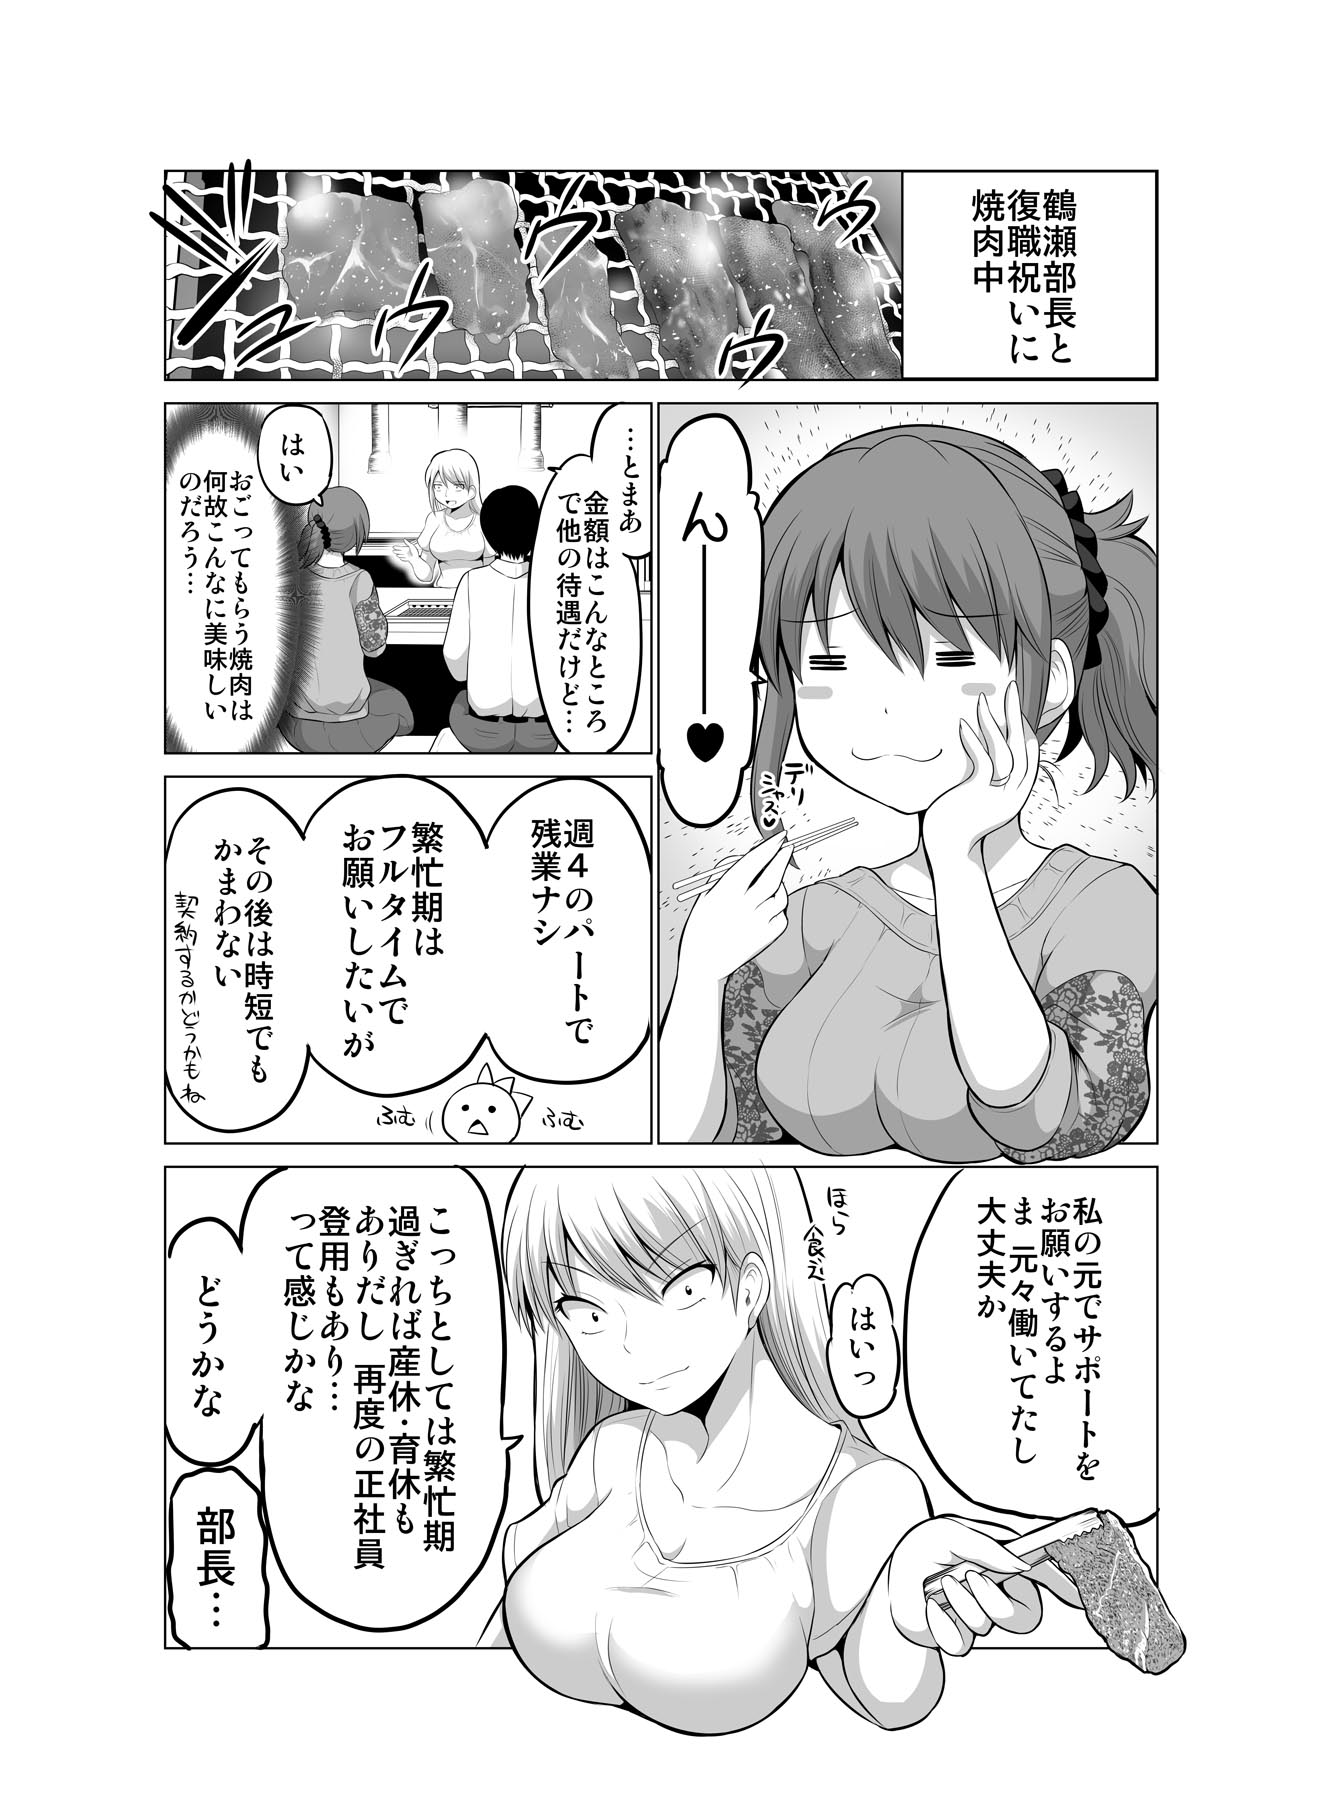 鶴瀬部長と
復職祝いに
焼肉中
ジュウ
ウ
ウ
ウ
ん――♥
デリ
シャス♥
…とまあ
金額はこんなところ
で他の待遇だけど…
はい
おごってもらう焼肉は
何故こんなに美味しい
のだろう…
週４のパートで
残業ナシ
繁忙期は
フルタイムで
お願いしたいが
その後は時短でも
かまわない
契約するかどうかもね
ふむ
ふむ
私の元でサポートを
お願いするよ
ま 元々働いてたし
大丈夫か
ほら
食え
はいっ
こっちとしては繁忙期
過ぎれば産休・育休も
ありだし 再度の正社員
登用もあり…
って感じかな
どうかな
部長…